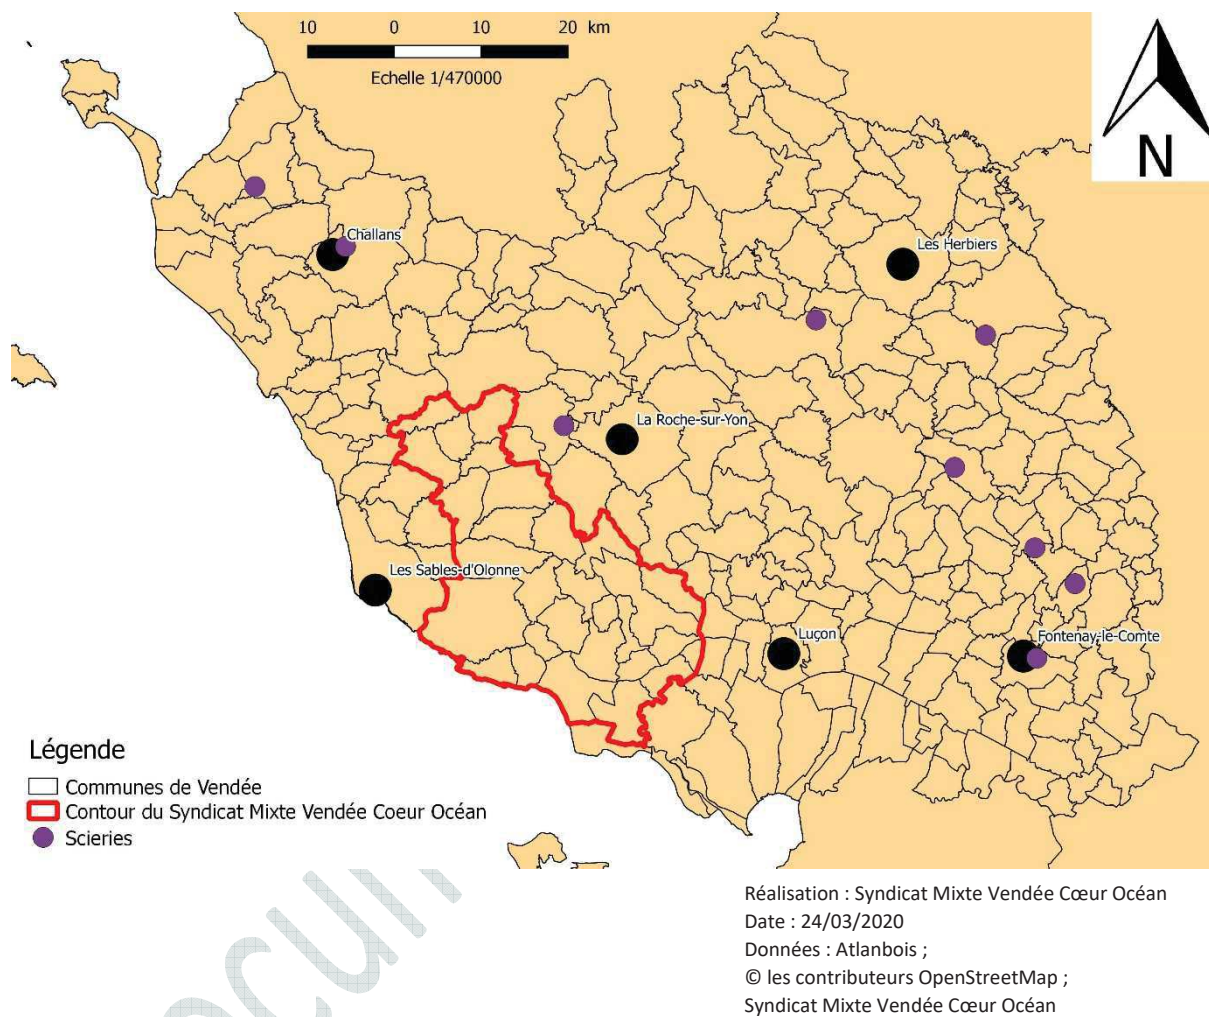 10 0 10 20 km
Echelle 1/470000
N
Challans
Les Herbiers
La Roche-sur-Yon
Les Sables-d'Olonne
Luçon
Fontenay-le-Comte
Légende
Communes de Vendée
Contour du Syndicat Mixte Vendée Coeur Océan
Scieries
Réalisation : Syndicat Mixte Vendée Cœur Océan
Date : 24/03/2020
Données : Atlanbois ;
© les contributeurs OpenStreetMap ;
Syndicat Mixte Vendée Cœur Océan